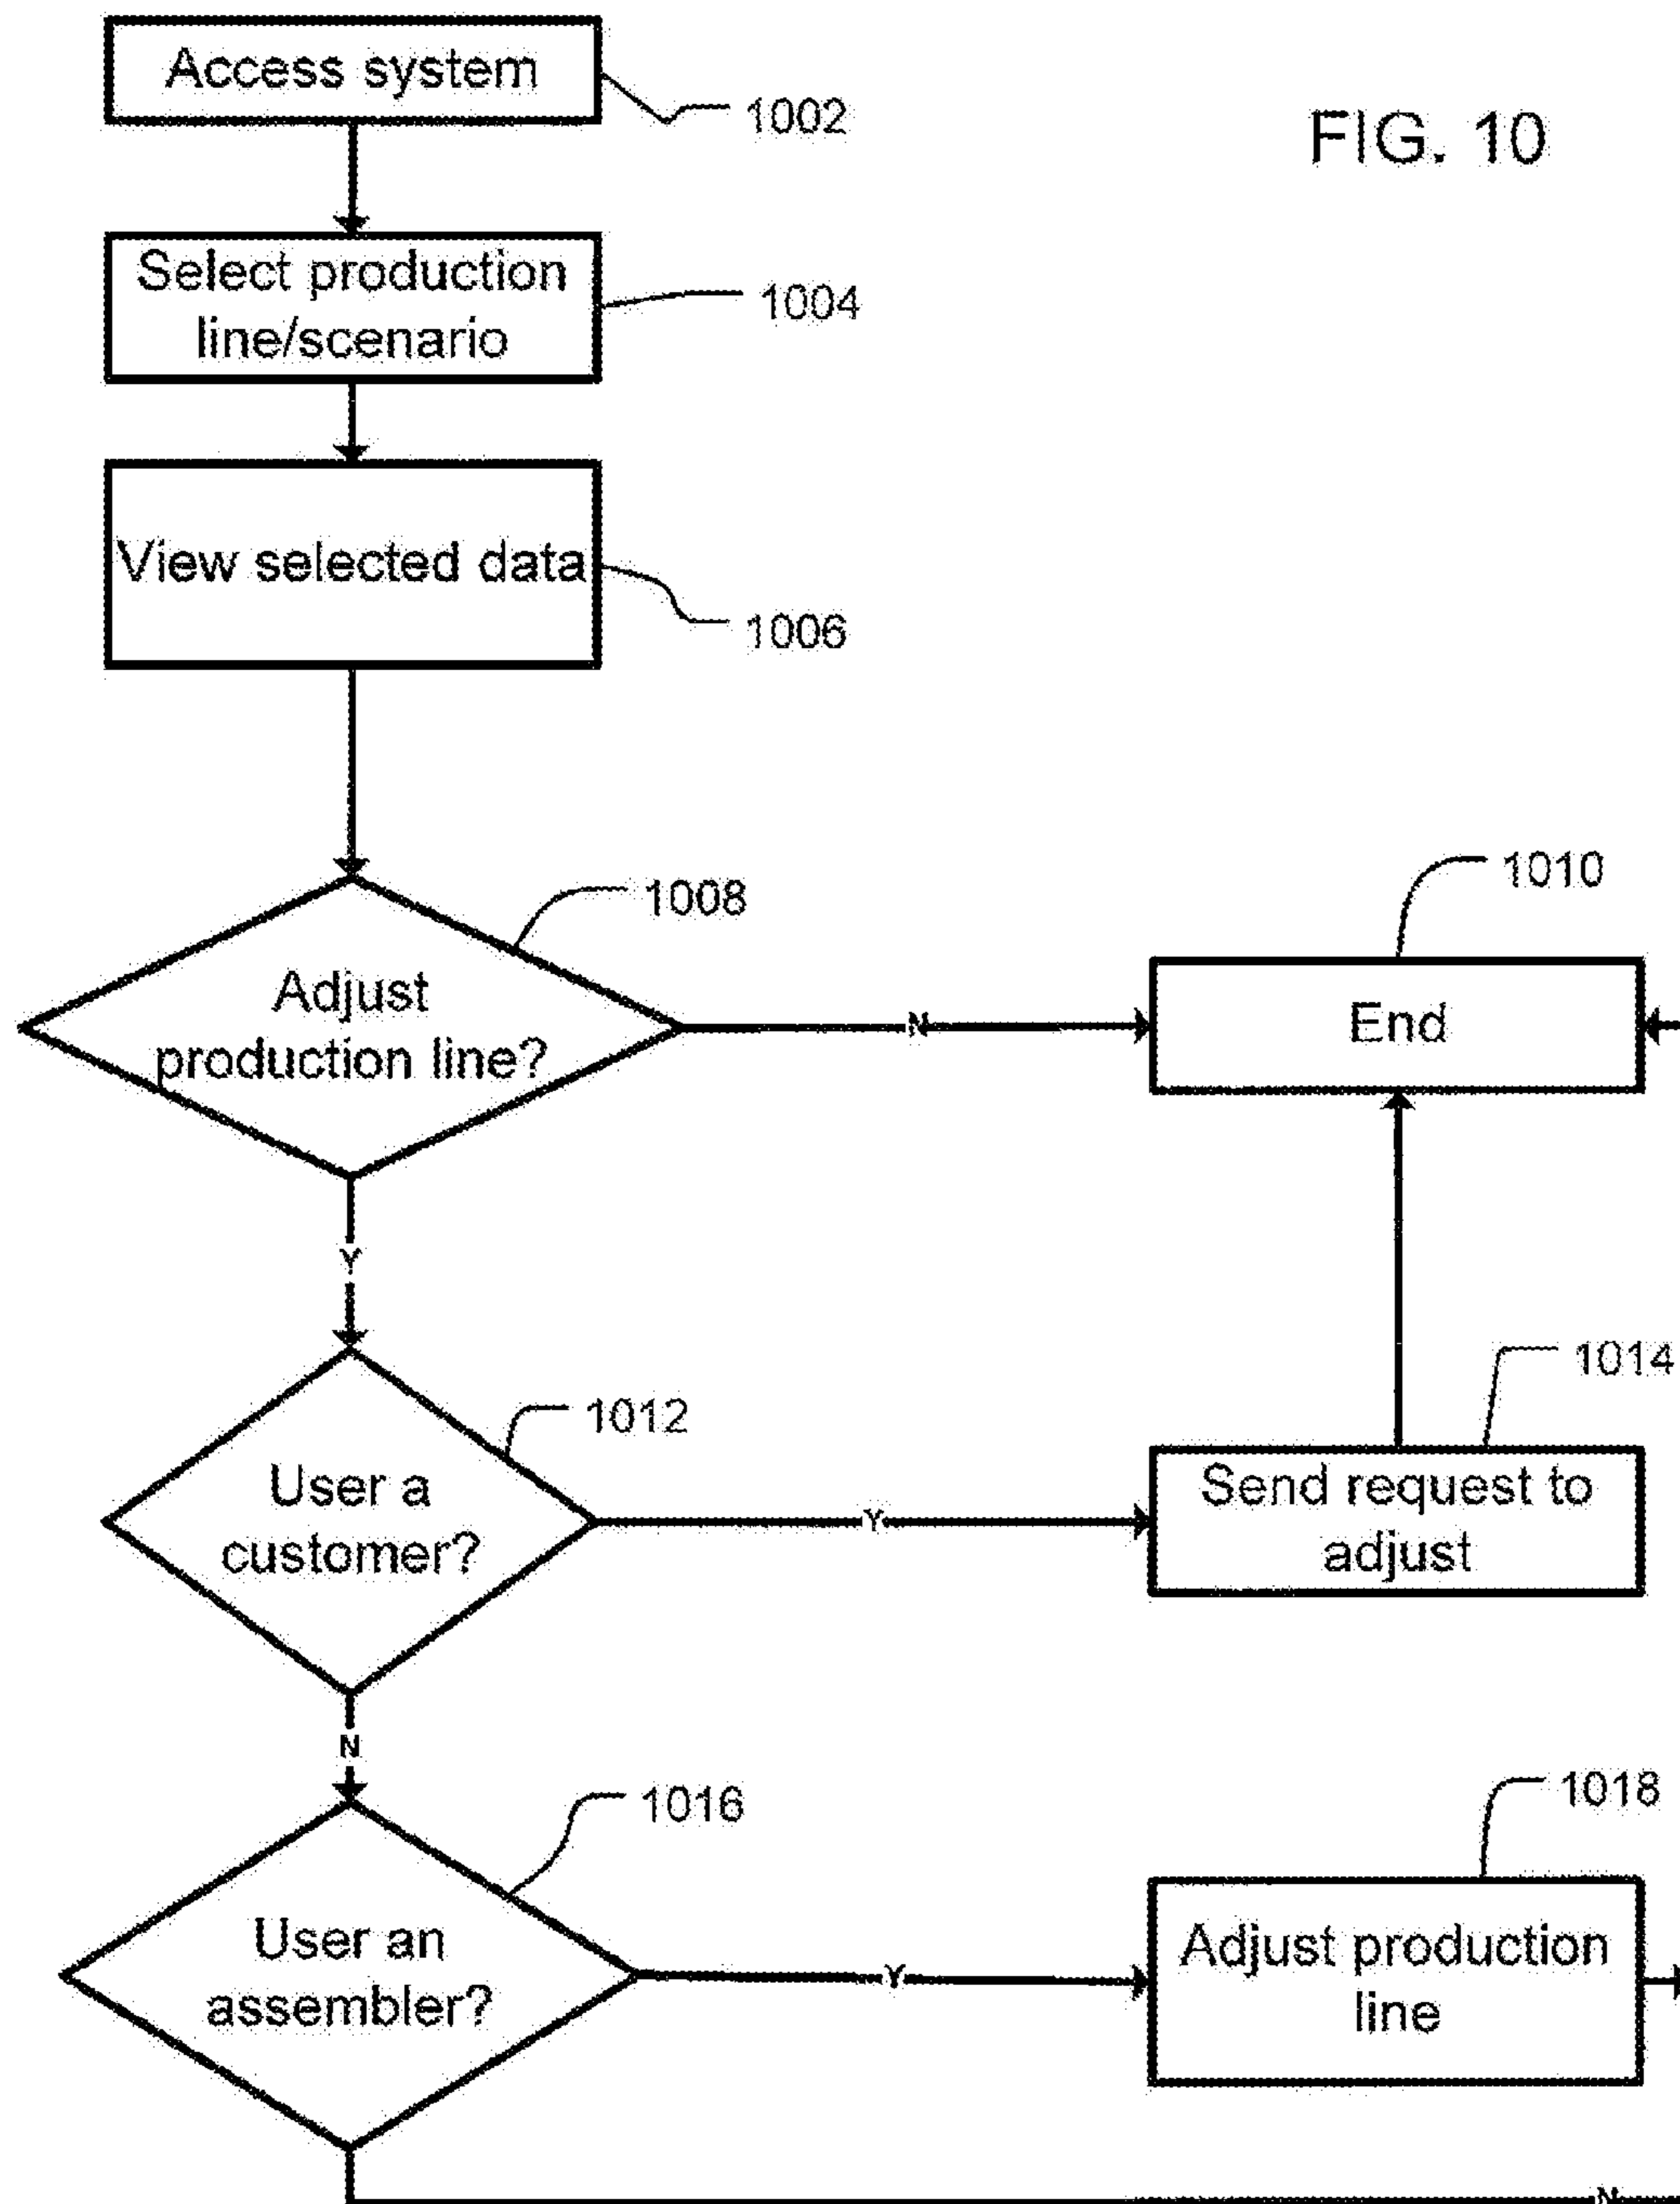 Access system
1002
FIG. 10
Select production
line/scenario
1004
View selected data
1006
1008
Adjust
production line?
N
1010
End
Y
1012
User a
customer?
Y
1014
Send request to
adjust
N
1016
User an
assembler?
Y
1018
Adjust production
line
N